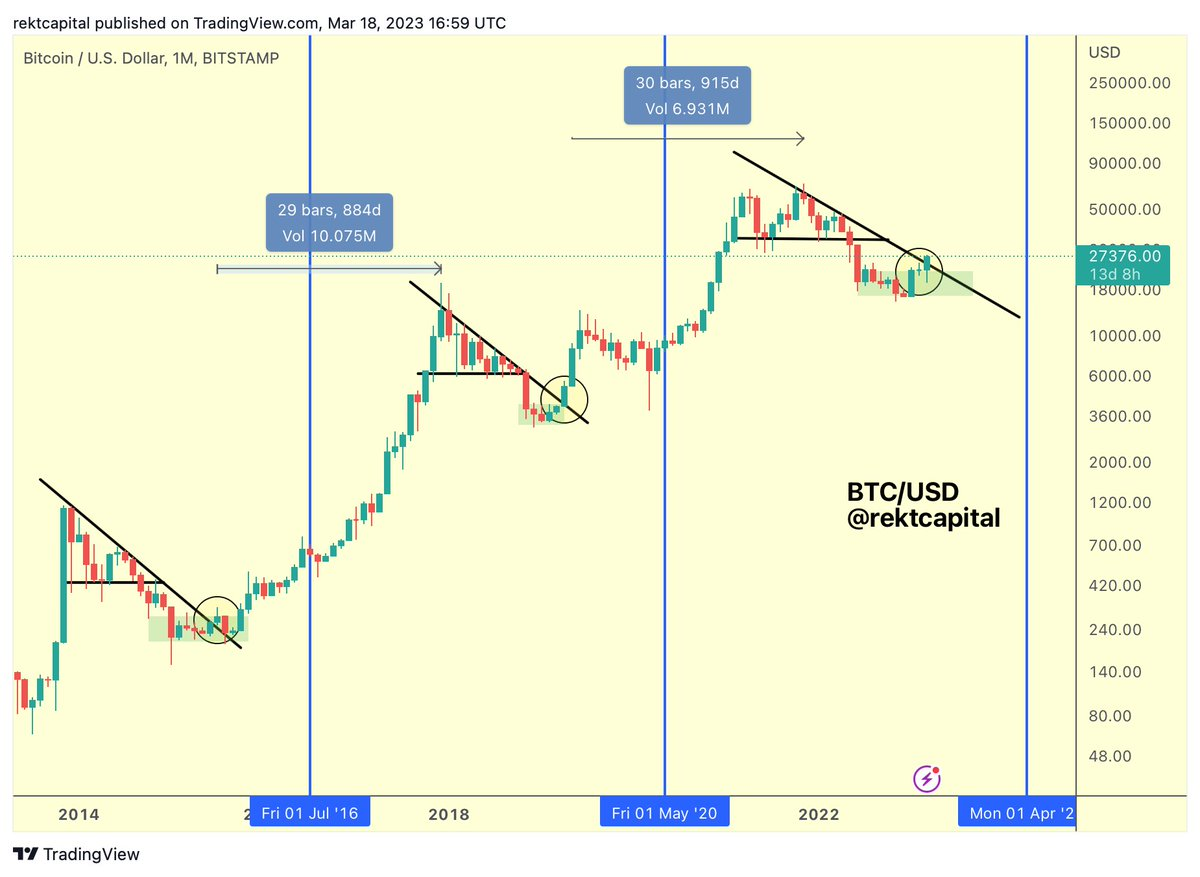 rektcapital published on TradingView.com, Mar 18, 2023 16:59 UTC
Bitcoin / U.S. Dollar, 1M, BITSTAMP
USD
250000.00
150000.00
90000.00
50000.00
27376.00
13d 8h
18000.00
10000.00
6000.00
3600.00
2000.00
1200.00
700.00
420.00
240.00
140.00
80.00
48.00
30 bars, 915d
Vol 6.931M
29 bars, 884d
Vol 10.075M
BTC/USD
@rektcapital
2014
Fri 01 Jul '16
2018
Fri 01 May '20
2022
Mon 01 Apr '2
TradingView